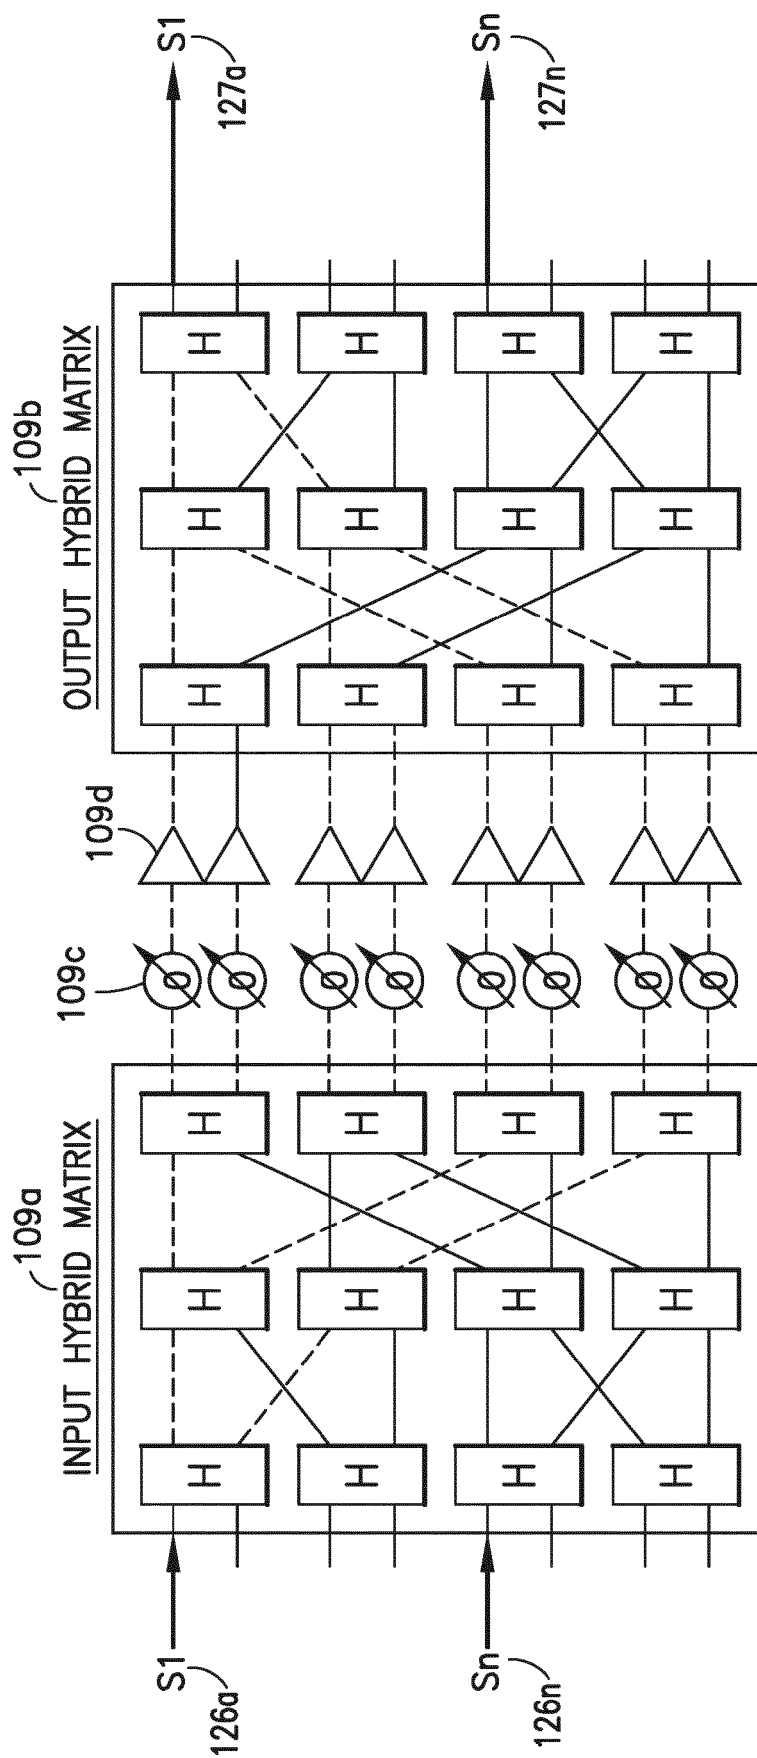 109a
109b
INPUT HYBRID MATRIX
OUTPUT HYBRID MATRIX
109c
109d
S1
H H H Ø H H H
S1
126a
Ø
127a
Ø
H H H H H H
Ø
Sn
H H H Ø H H H
Sn
126n
Ø
127n
Ø
H H H H H H
Ø